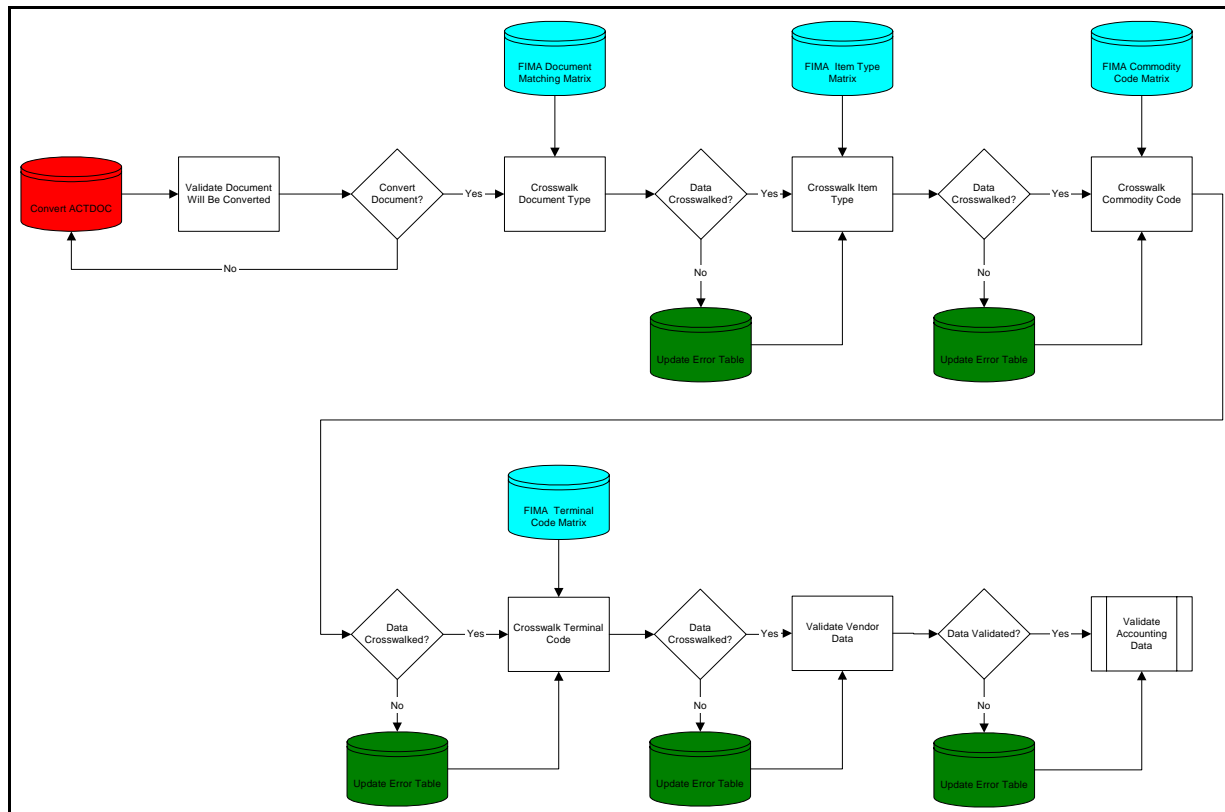 FIMA Document
Matching Matrix
FIMA Item Type
Matrix
FIMA Commodity
Code Matrix
Convert ACTDOC
Validate Document
Will Be Converted
Convert
Document?
Yes
Crosswalk
Document Type
Data
Crosswalked?
Yes
Crosswalk Item
Type
Data
Crosswalked?
Yes
Crosswalk
Commodity Code
No
No
No
Update Error Table
Update Error Table
FIMA Terminal
Code Matrix
Data
Crosswalked?
Yes
Crosswalk Terminal
Code
Data
Crosswalked?
Yes
Validate Vendor
Data
Data Validated?
Yes
Validate
Accounting
Data
No
No
No
Update Error Table
Update Error Table
Update Error Table